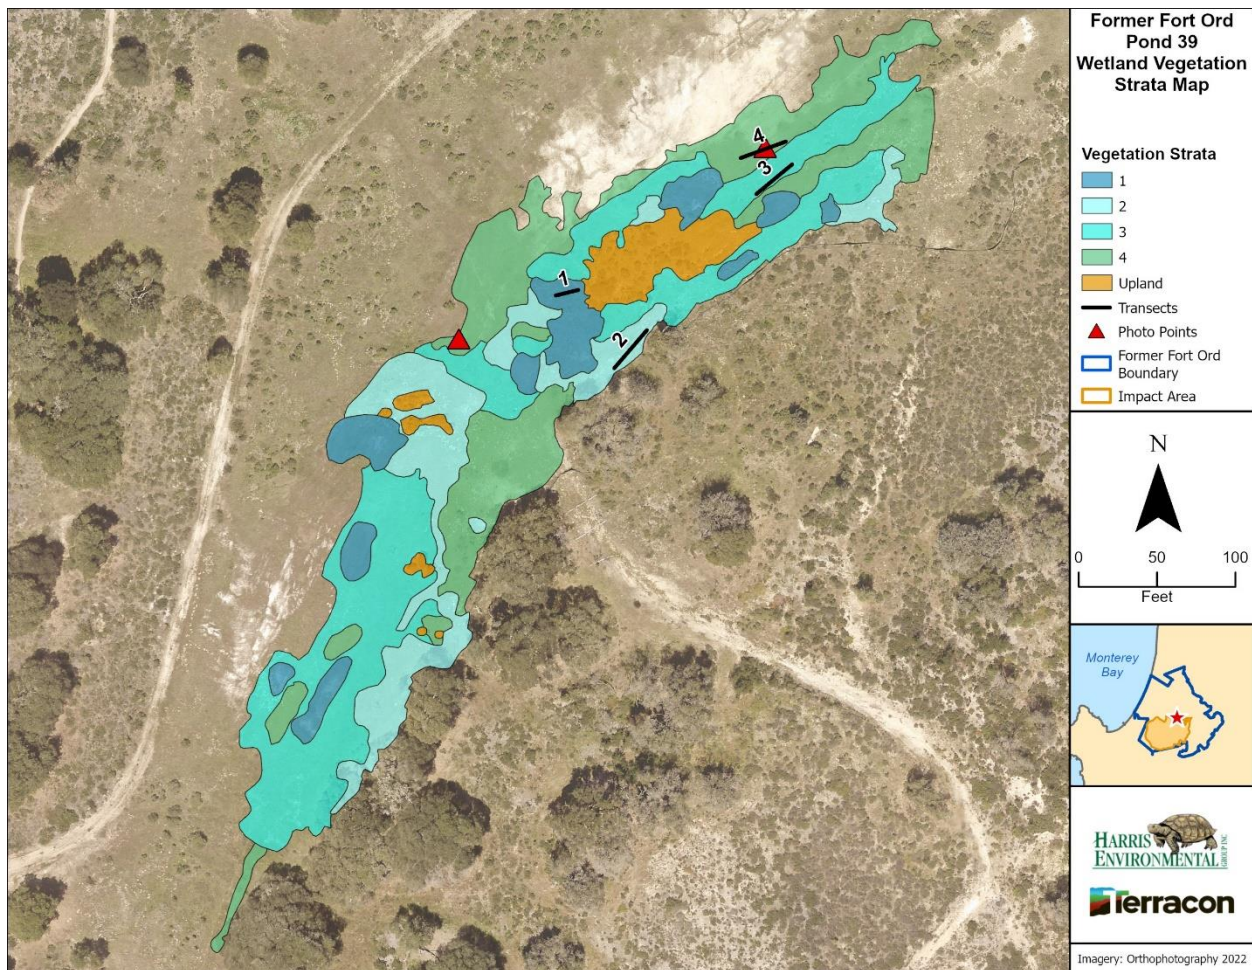 Former Fort Ord
Pond 39
Wetland Vegetation
Strata Map
Vegetation Strata
1
2
3
4
Upland
Transects
Photo Points
Former Fort Ord
Boundary
Impact Area
N
0 50 100
Feet
Monterey
Bay
HARRIS
ENVIRONMENTAL
GROUP INC
Terracon
Imagery: Orthophotography 2022
4
3
1
2